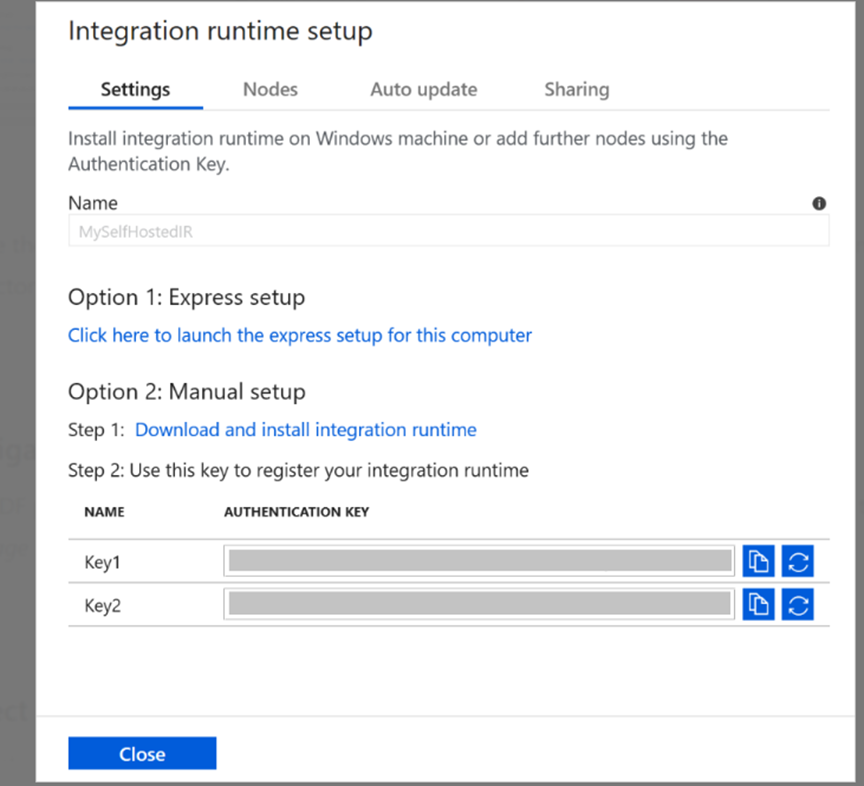 Integration runtime setup
Settings Nodes Auto update Sharing
Install integration runtime on Windows machine or add further nodes using the
Authentication Key.
Name
MySelfHostedIR
Option 1: Express setup
Click here to launch the express setup for this computer
Option 2: Manual setup
Step 1: Download and install integration runtime
Step 2: Use this key to register your integration runtime
NAME AUTHENTICATION KEY
Key1
Key2
Close